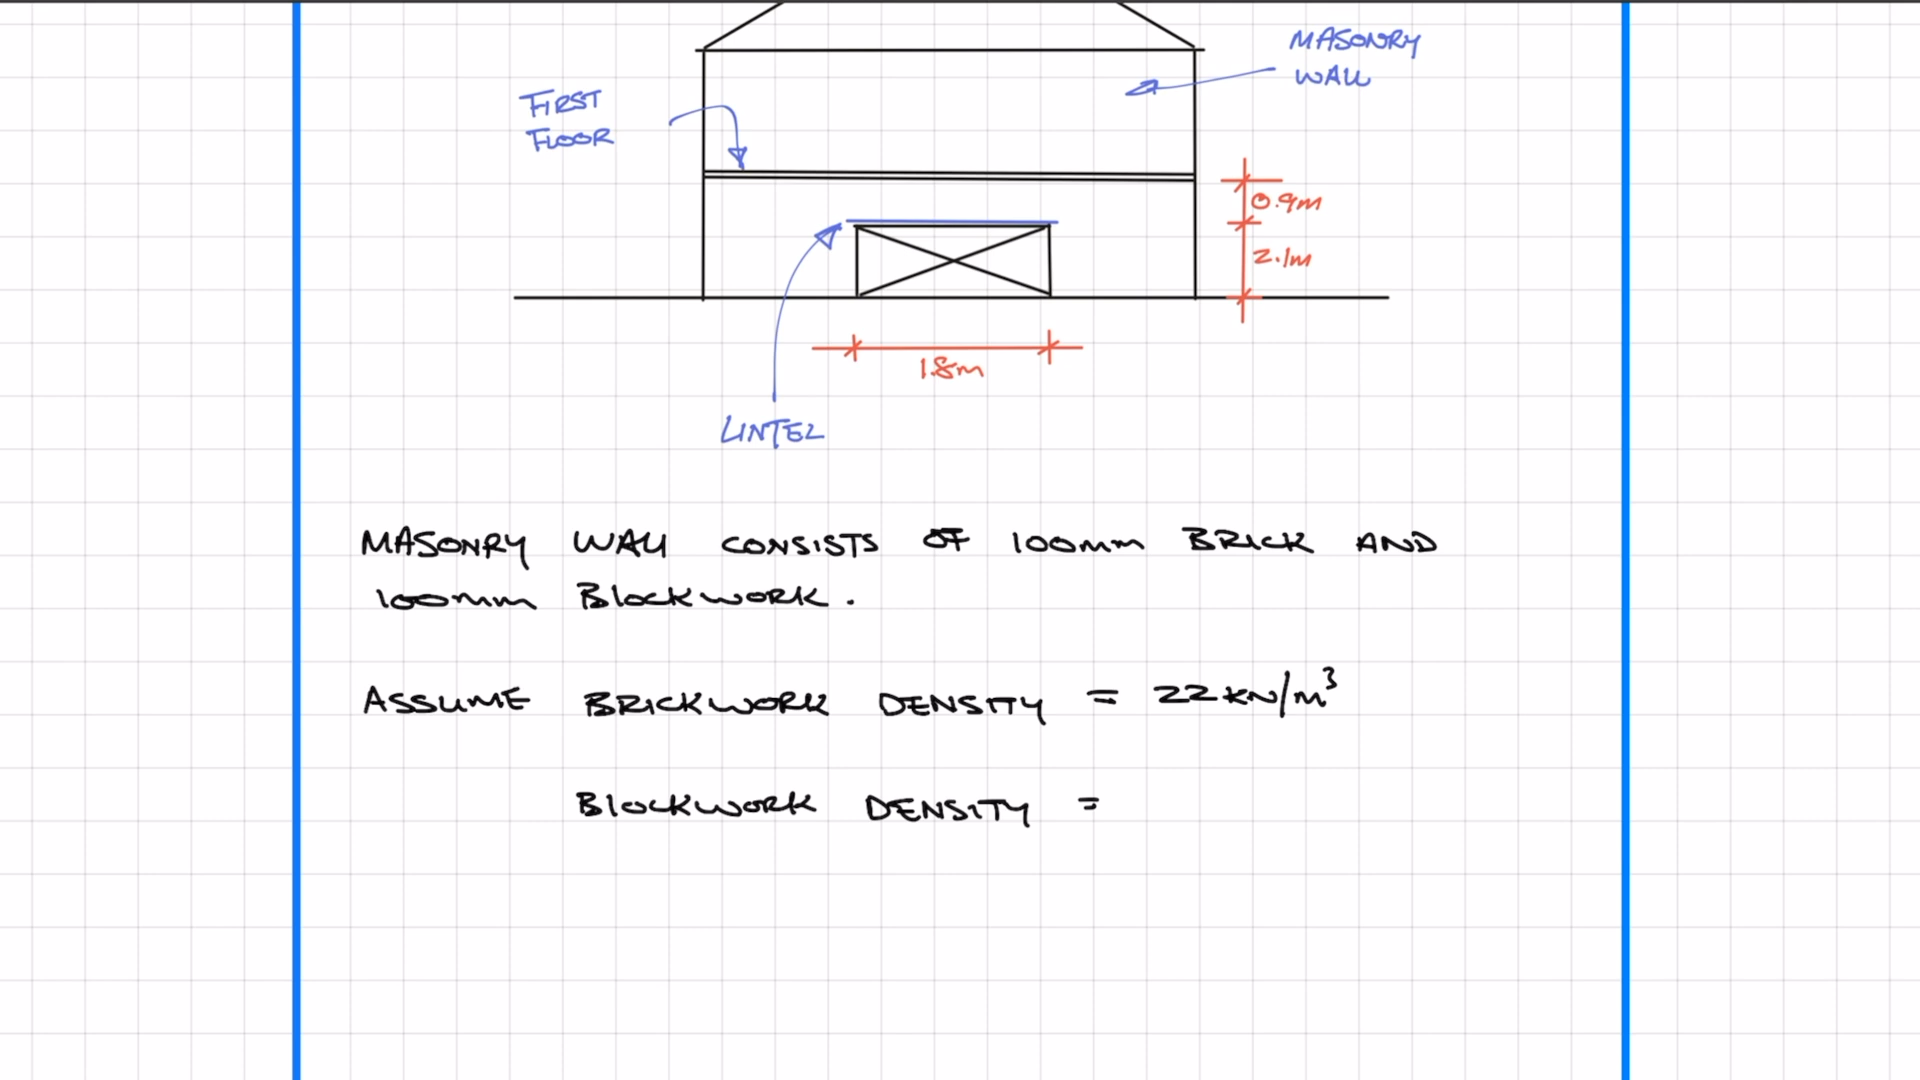 MASONRY
WALL
FIRST
FLOOR
0.9m
2.1m
1.8m
LINTEL
MASONRY WALL CONSISTS OF 100mm BRICK AND
100mm BLOCKWORK.
ASSUME BRICKWORK DENSITY = 22kN/m³
BLOCKWORK DENSITY =